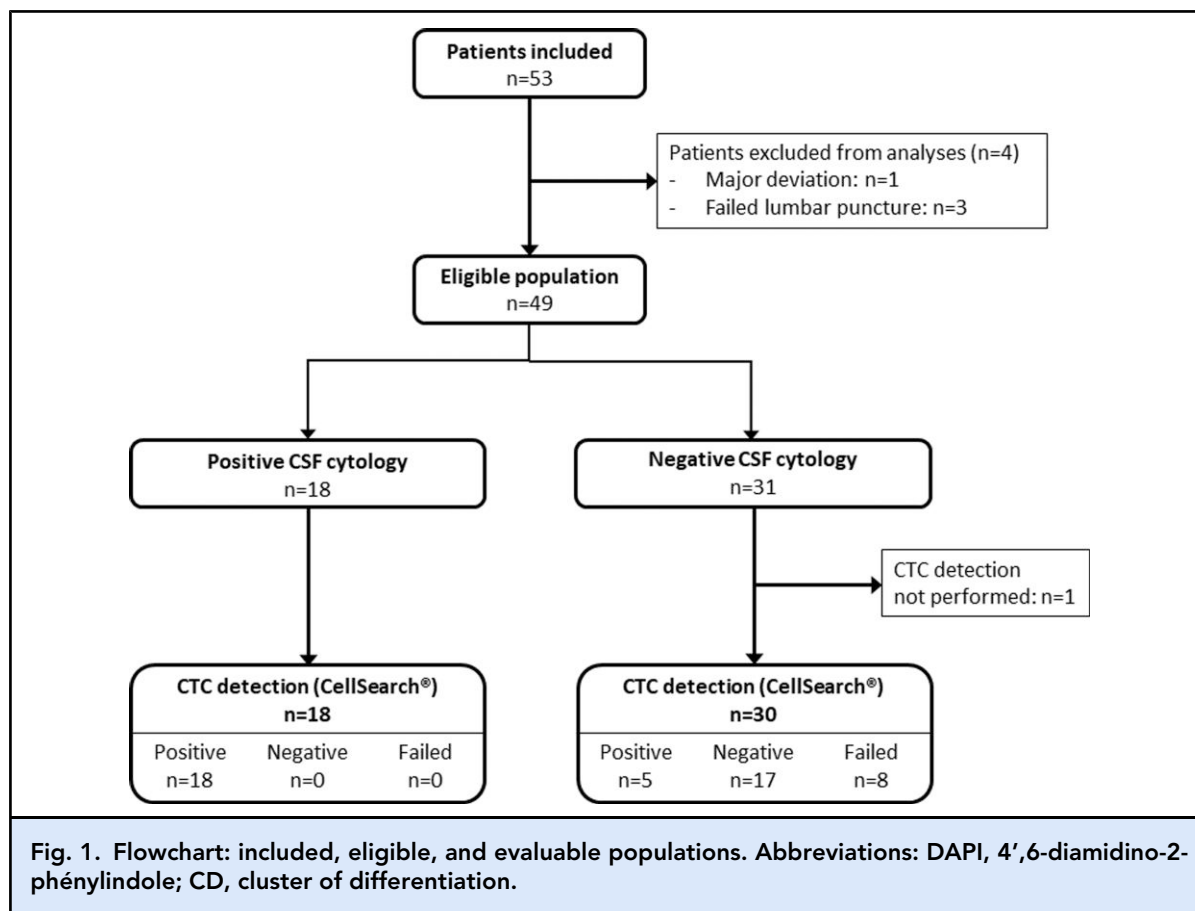 Patients included
n=53
Patients excluded from analyses (n=4)
- Major deviation: n=1
- Failed lumbar puncture: n=3
Eligible population
n=49
Positive CSF cytology
n=18
Negative CSF cytology
n=31
CTC detection
not performed: n=1
CTC detection (CellSearch®)
n=18
Positive Negative Failed
n=18 n=0 n=0
CTC detection (CellSearch®)
n=30
Positive Negative Failed
n=5 n=17 n=8
Fig. 1. Flowchart: included, eligible, and evaluable populations. Abbreviations: DAPI, 4′,6-diamidino-2-
phénylindole; CD, cluster of differentiation.